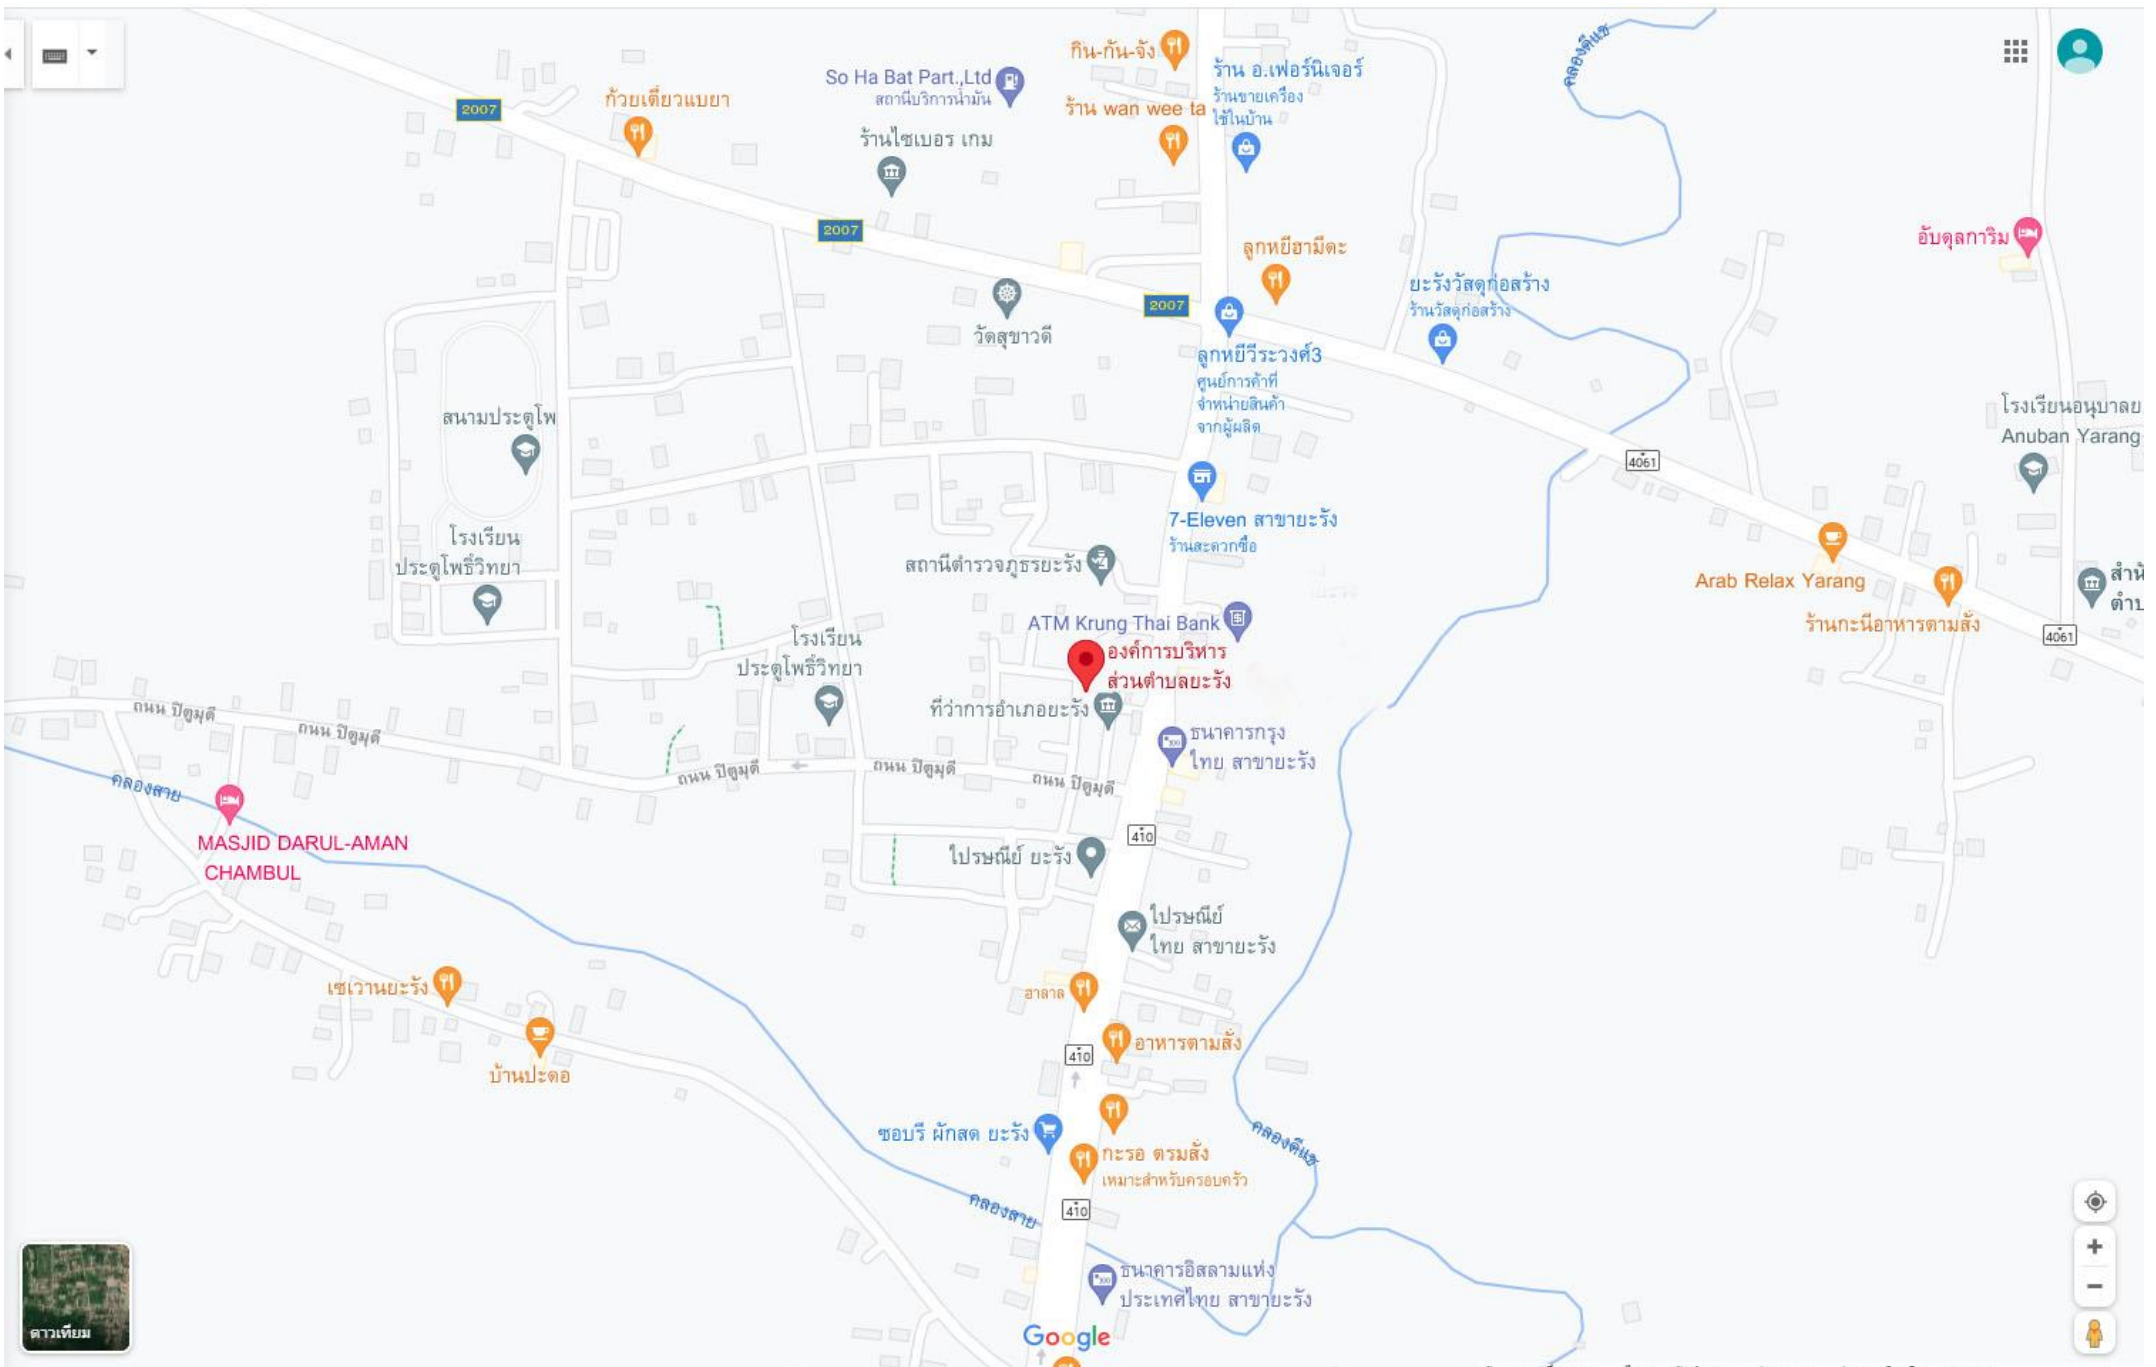 กิน-กัน-จัง
ร้าน อ.เฟอร์นิเจอร์
ร้านขายเครื่อง
ใช้ในบ้าน
คลองตีแซ
So Ha Bat Part.,Ltd
สถานีบริการน้ำมัน
ก๋วยเตี๋ยวแบยา
2007
ร้าน wan wee ta
ร้านไซเบอร เกม
2007
อับดุลการิม
ลูกหยีฮามีดะ
ยะรังวัสดุก่อสร้าง
ร้านวัสดุก่อสร้าง
2007
วัดสุขาวดี
ลูกหยีวีระวงศ์3
ศูนย์การค้าที่
จำหน่ายสินค้า
จากผู้ผลิต
สนามประตูโพ
โรงเรียนอนุบาลย
Anuban Yarang
4061
7-Eleven สาขายะรัง
ร้านสะดวกซื้อ
โรงเรียน
ประตูโพธิ์วิทยา
สถานีตำรวจภูธรยะรัง
Arab Relax Yarang
สำนั
ตำบ
ร้านกะนีอาหารตามสั่ง
4061
ATM Krung Thai Bank
องค์การบริหาร
ส่วนตำบลยะรัง
โรงเรียน
ประตูโพธิ์วิทยา
ที่ว่าการอำเภอยะรัง
ถนน ปิตูมุดี
ถนน ปิตูมุดี
ธนาคารกรุง
ไทย สาขายะรัง
ถนน ปิตูมุดี
ถนน ปิตูมุดี
ถนน ปิตูมุดี
คลองสาย
MASJID DARUL-AMAN
CHAMBUL
410
ไปรษณีย์ ยะรัง
ไปรษณีย์
ไทย สาขายะรัง
เซเวานยะรัง
ฮาลาล
อาหารตามสั่ง
410
บ้านปะดอ
ซอบรี ผักสด ยะรัง
คลองตีแซ
กะรอ ตรมสั่ง
เหมาะสำหรับครอบครัว
คลองสาย
410
ธนาคารอิสลามแห่ง
ประเทศไทย สาขายะรัง
ดาวเทียม
Google